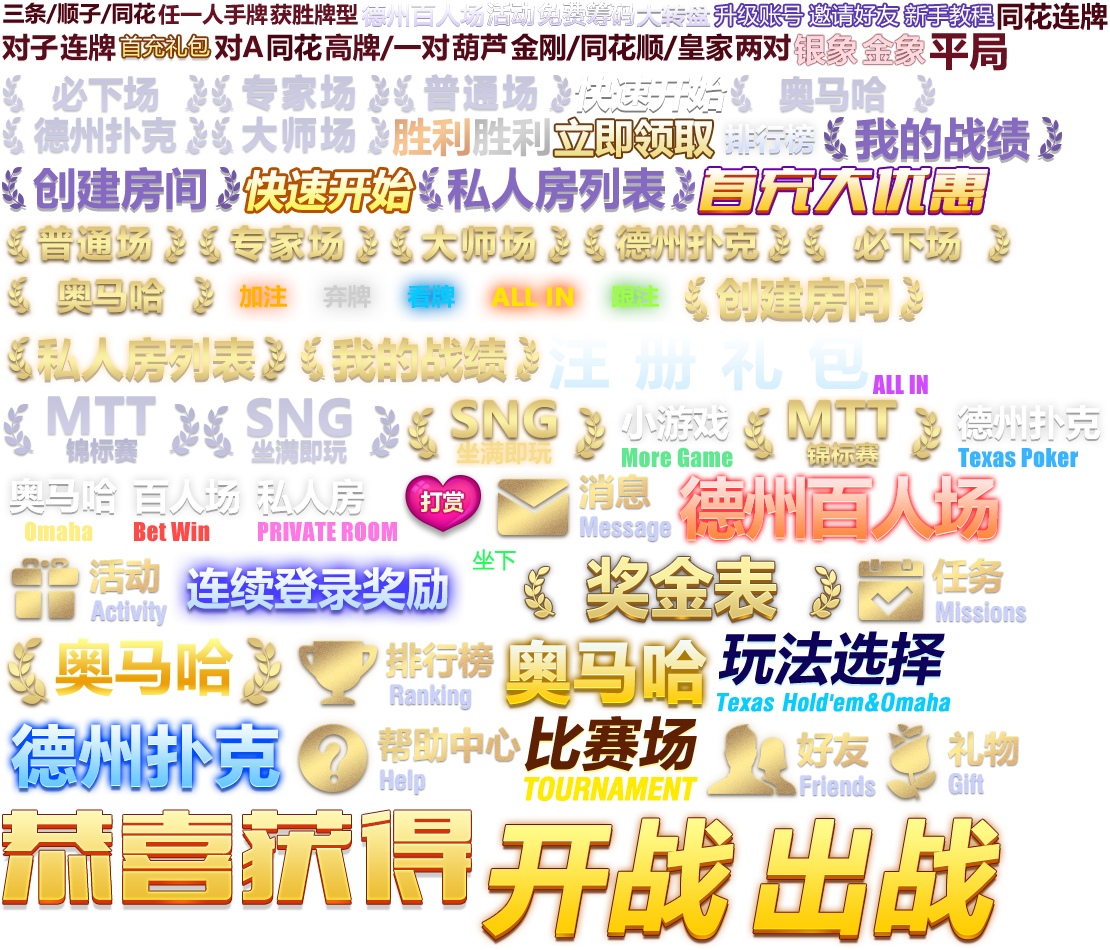 三条/顺子/同花 任一人手牌 获胜牌型 德州百人场 活动 免费筹码 大转盘 升级账号 邀请好友 新手教程 同花连牌
对子 连牌 首充礼包 对A 同花 高牌/一对 葫芦 金刚/同花顺/皇家 两对 银象 金象 平局
必下场 专家场 普通场 快速开始 奥马哈
德州扑克 大师场 胜利 胜利 立即领取 排行榜 我的战绩
创建房间 快速开始 私人房列表 首充大优惠
普通场 专家场 大师场 德州扑克 必下场
奥马哈 加注 弃牌 看牌 ALL IN 跟注 创建房间
私人房列表 我的战绩 注册礼包 ALL IN
MTT SNG SNG 小游戏 MTT 德州扑克
锦标赛 坐满即玩 坐满即玩 More Game 锦标赛 Texas Poker
奥马哈 百人场 私人房 打赏 消息 德州百人场
Omaha Bet Win PRIVATE ROOM Message
坐下
活动 连续登录奖励 奖金表 任务
Activity Missions
奥马哈 排行榜 奥马哈 玩法选择
Ranking Texas Hold'em&Omaha
德州扑克 帮助中心 比赛场 好友 礼物
Help TOURNAMENT Friends Gift
恭喜获得 开战 出战